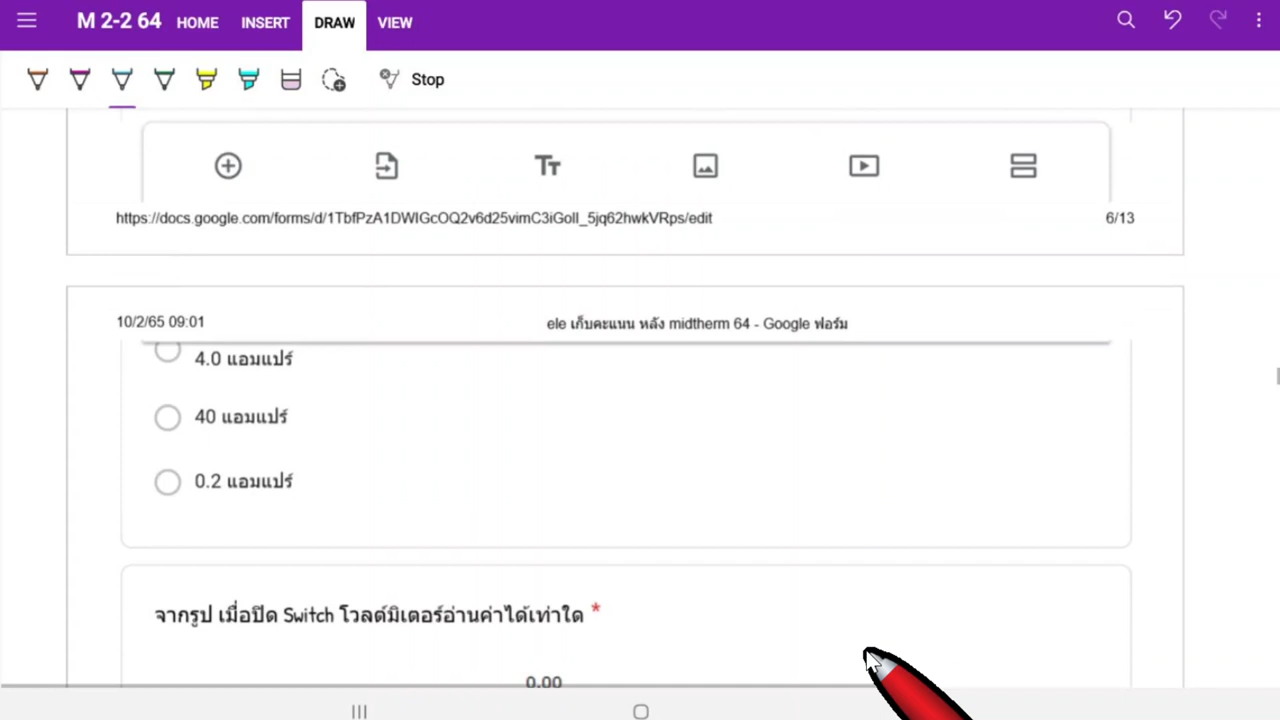 M 2-2 64 HOME INSERT DRAW VIEW
Stop
https://docs.google.com/forms/d/1TbfPzA1DWIGcOQ2v6d25vimC3iGoll_5jq62hwkVRps/edit 6/13
10/2/65 09:01 ele เก็บคะแนน หลัง midtherm 64 - Google ฟอร์ม
4.0 แอมแปร์
40 แอมแปร์
0.2 แอมแปร์
จากรูป เมื่อปิด Switch โวลต์มิเตอร์อ่านค่าได้เท่าใด *
0.00